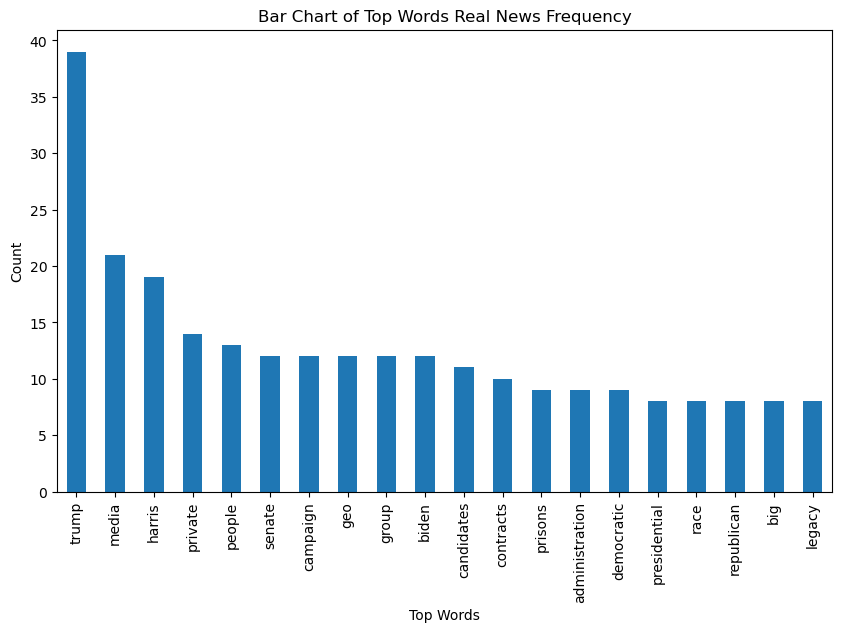 Bar Chart of Top Words Real News Frequency
40
35
30
25
20
15
10
5
0
Count
trump
media
harris
private
people
senate
campaign
geo
group
biden
candidates
contracts
prisons
administration
democratic
presidential
race
republican
big
legacy
Top Words